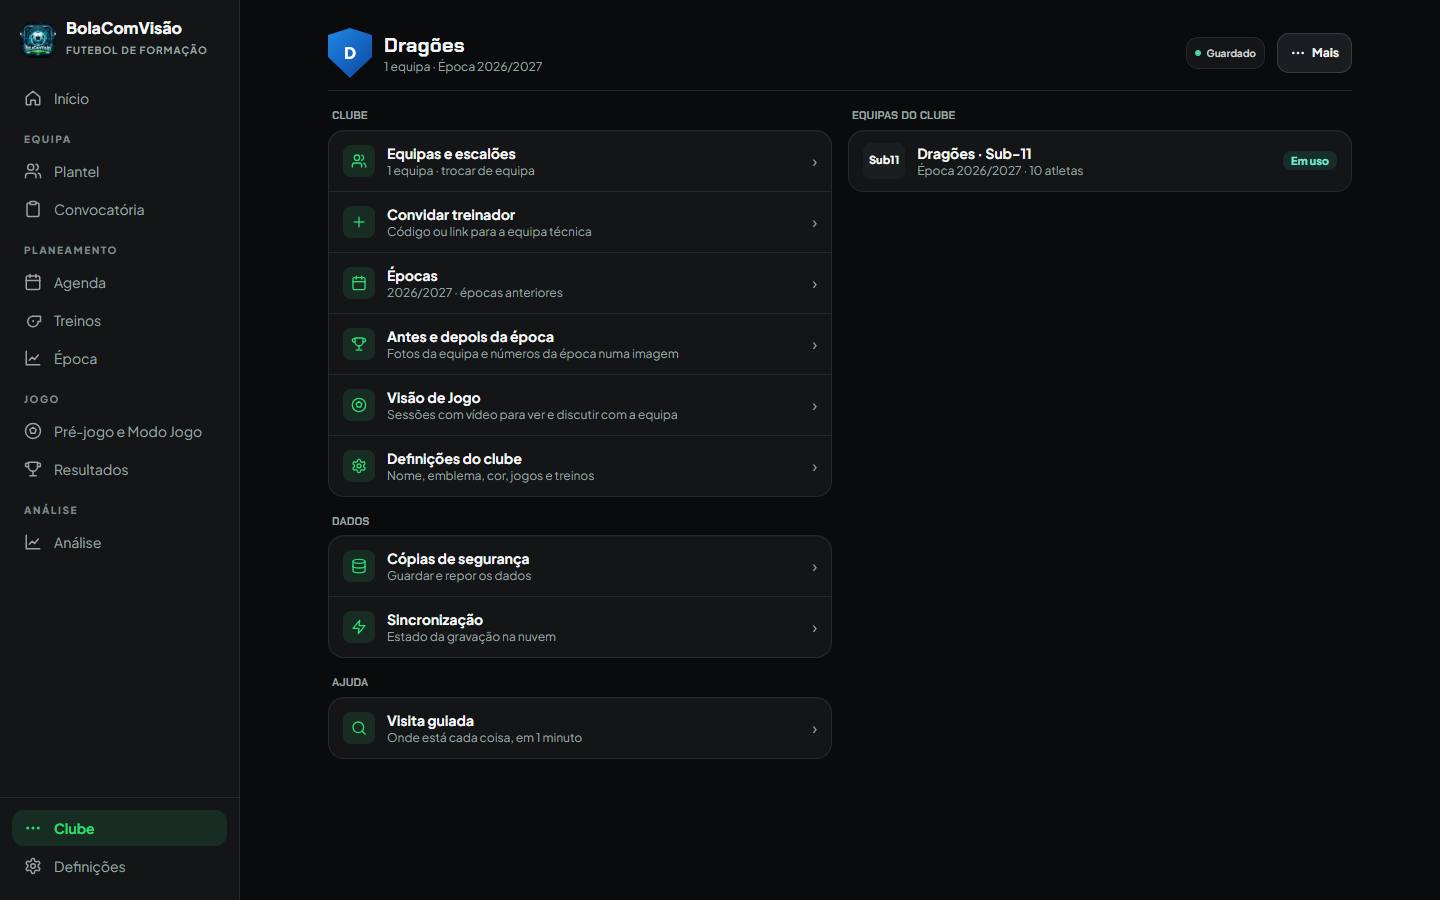 BolaComVisão
FUTEBOL DE FORMAÇÃO
Início
EQUIPA
Plantel
Convocatória
PLANEAMENTO
Agenda
Treinos
Época
JOGO
Pré-jogo e Modo Jogo
Resultados
ANÁLISE
Análise
Clube
Definições
D
Dragões
1 equipa · Época 2026/2027
Guardado
Mais
CLUBE
Equipas e escalões
1 equipa · trocar de equipa
Convidar treinador
Código ou link para a equipa técnica
Épocas
2026/2027 · épocas anteriores
Antes e depois da época
Fotos da equipa e números da época numa imagem
Visão de Jogo
Sessões com vídeo para ver e discutir com a equipa
Definições do clube
Nome, emblema, cor, jogos e treinos
DADOS
Cópias de segurança
Guardar e repor os dados
Sincronização
Estado da gravação na nuvem
AJUDA
Visita guiada
Onde está cada coisa, em 1 minuto
EQUIPAS DO CLUBE
Sub11
Dragões · Sub-11
Época 2026/2027 · 10 atletas
Em uso